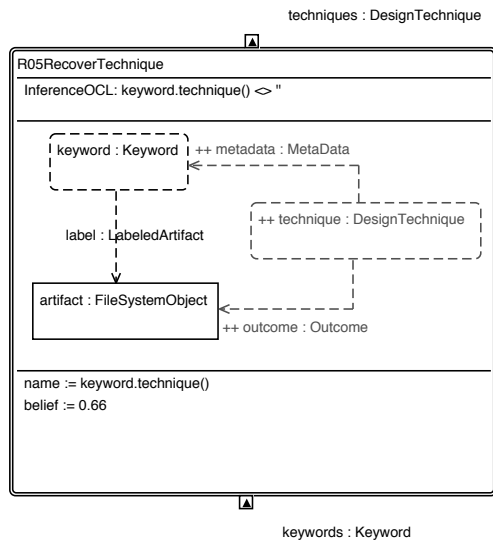 techniques : DesignTechnique
R05RecoverTechnique
InferenceOCL: keyword.technique() <> ''
keyword : Keyword
++ metadata : MetaData
++ technique : DesignTechnique
label : LabeledArtifact
artifact : FileSystemObject
++ outcome : Outcome
name := keyword.technique()
belief := 0.66
keywords : Keyword